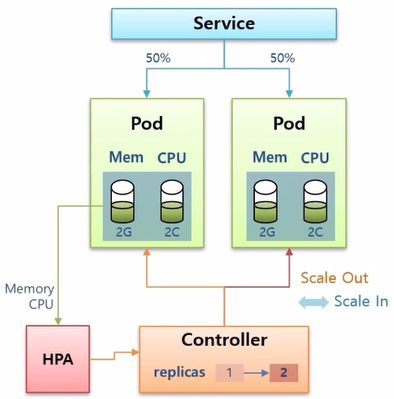 Service
50%
50%
Pod
Pod
Mem CPU
Mem CPU
2G 2C
2G 2C
Memory
CPU
Scale Out
Scale In
HPA
Controller
replicas 1 2